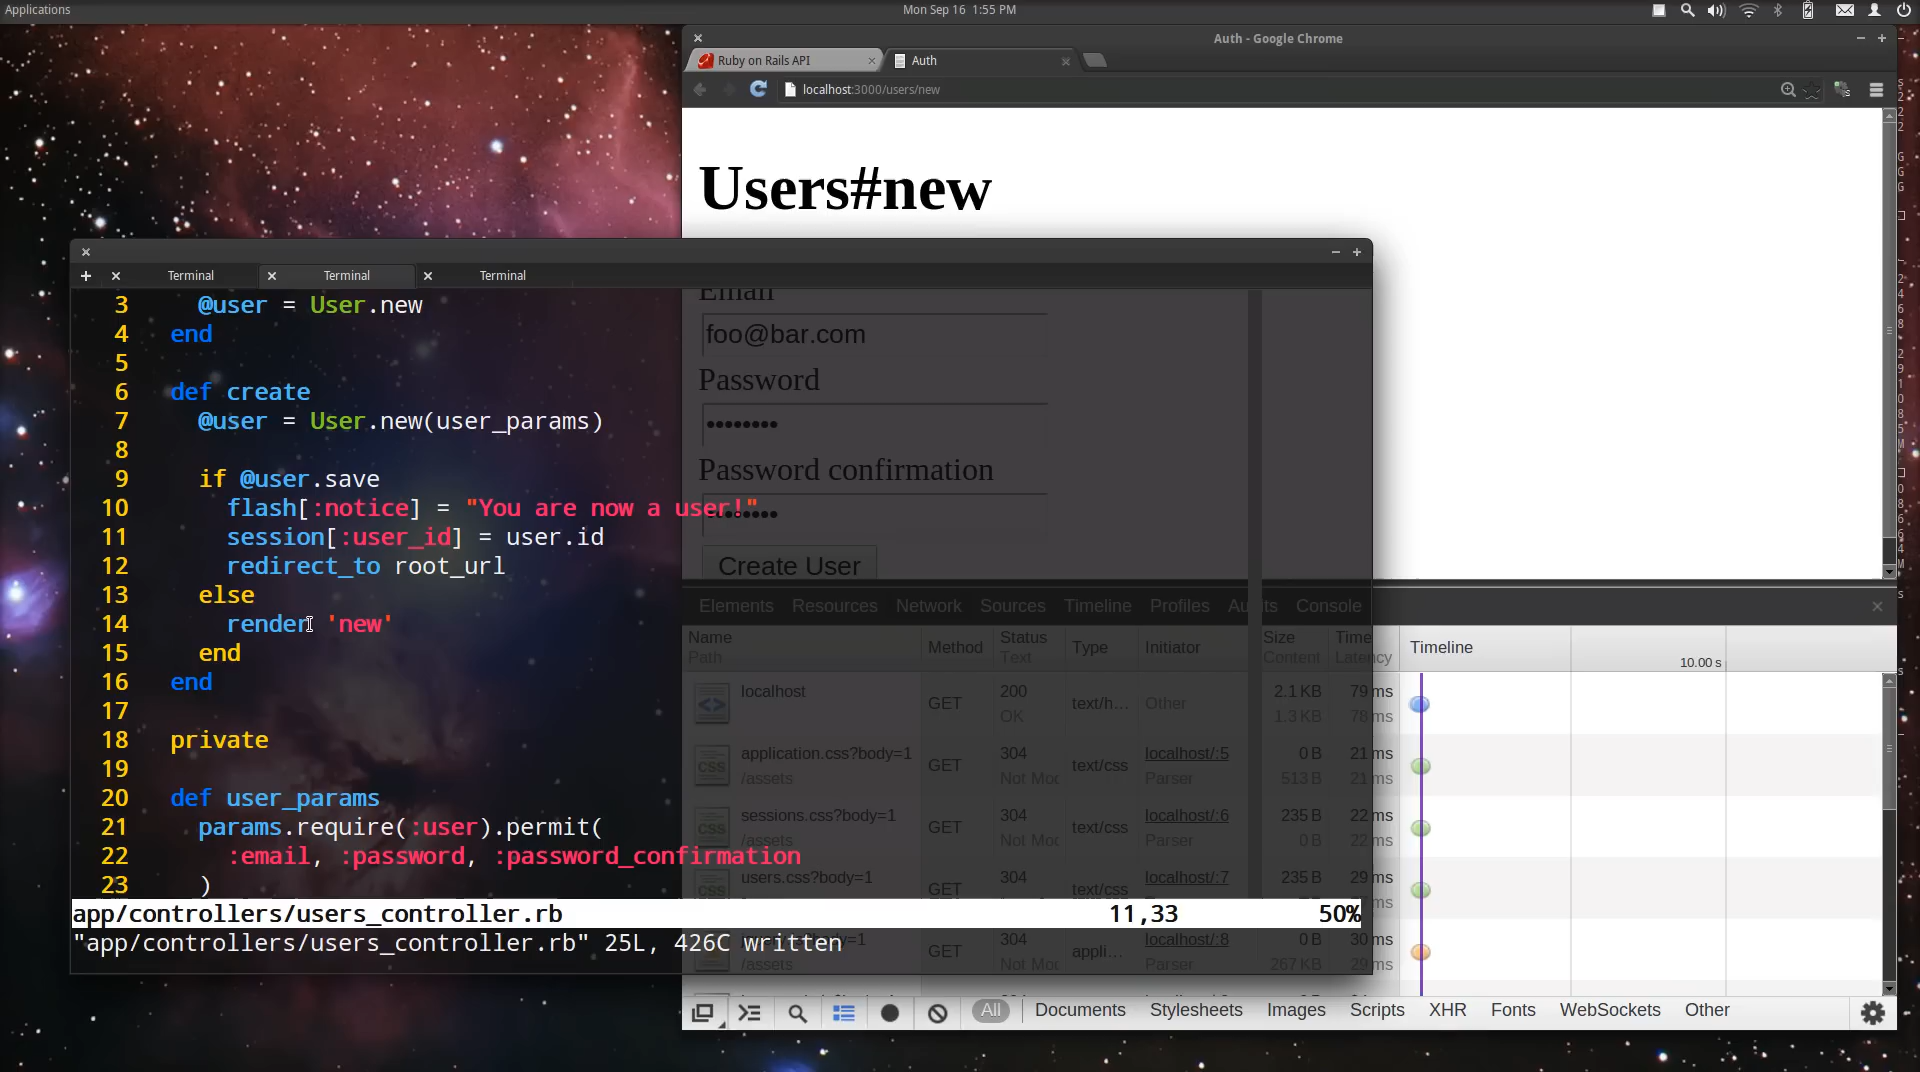 Applications
Mon Sep 16 1:55 PM
Auth - Google Chrome
Ruby on Rails API
Auth
localhost:3000/users/new
Users#new
Terminal
Terminal
Terminal
3 @user = User.new
4 end
5
6 def create
7 @user = User.new(user_params)
8
9 if @user.save
10 flash[:notice] = "You are now a user!"
11 session[:user_id] = user.id
12 redirect_to root_url
13 else
14 render 'new'
15 end
16 end
17
18 private
19
20 def user_params
21 params.require(:user).permit(
22 :email, :password, :password_confirmation
23 )
app/controllers/users_controller.rb 11,33 50%
"app/controllers/users_controller.rb" 25L, 426C written
Email
foo@bar.com
Password
Password confirmation
Create User
Elements Resources Network Sources Timeline Profiles Audits Console
Name Method Status Type Initiator Size Time Timeline
Path Text Content Latency
10.00 s
localhost GET 200 text/h... Other 2.1 KB 79 ms
OK 1.3 KB 78 ms
application.css?body=1 GET 304 text/css localhost/:5 0 B 21 ms
/assets Not Moc Parser 513 B 21 ms
sessions.css?body=1 GET 304 text/css localhost/:6 235 B 22 ms
/assets Not Moc Parser 0 B 22 ms
users.css?body=1 GET 304 text/css localhost/:7 235 B 29 ms
304 localhost/:8 0 B 30 ms
/assets GET Not Moc appli... Parser 267 KB 29 ms
All Documents Stylesheets Images Scripts XHR Fonts WebSockets Other